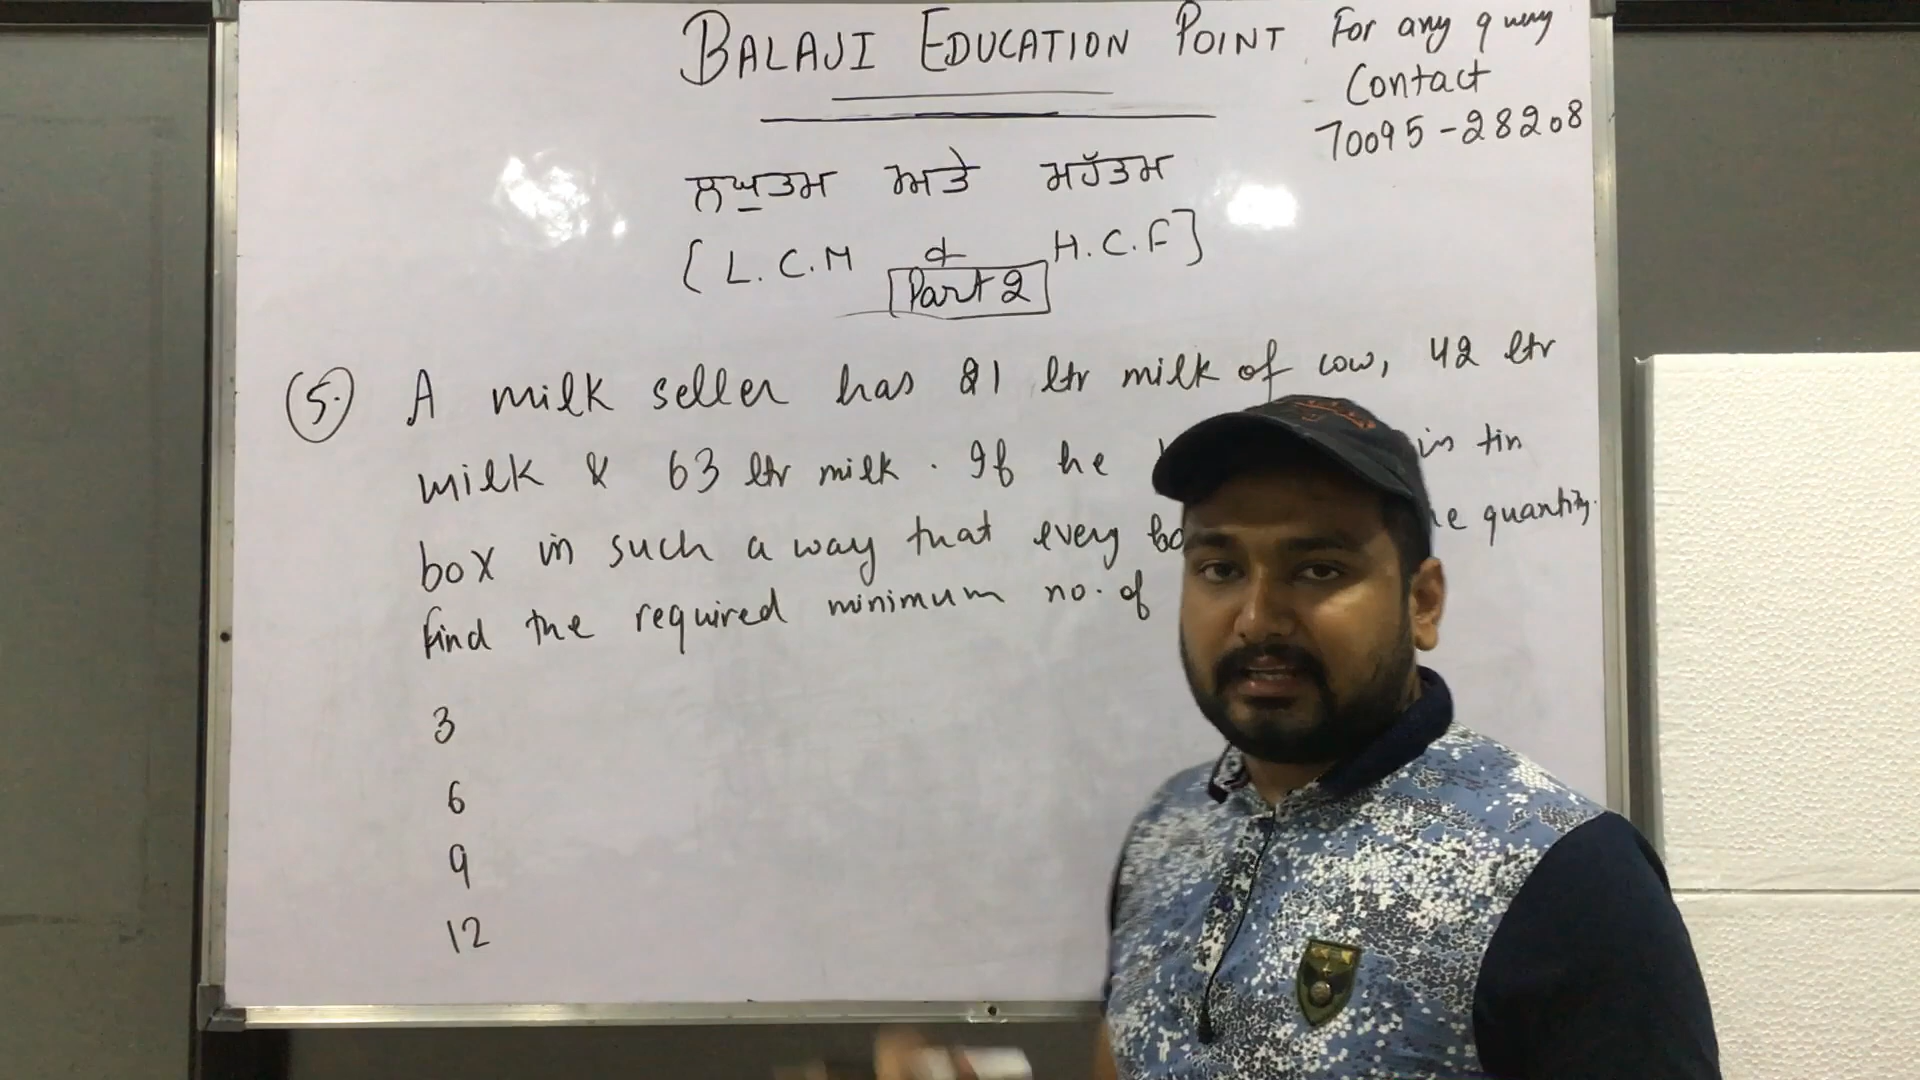 BALAJI EDUCATION POINT
For any query
Contact
70095-28208
ਲਘੁਤਮ ਅਤੇ ਮਹੱਤਮ
[L.C.M & H.C.F]
Part 2
5. A milk seller has 21 ltr milk of cow, 42 ltr
milk & 63 ltr milk. If he in tin
box in such a way that every quantity.
find the required minimum no. of
3
6
9
12